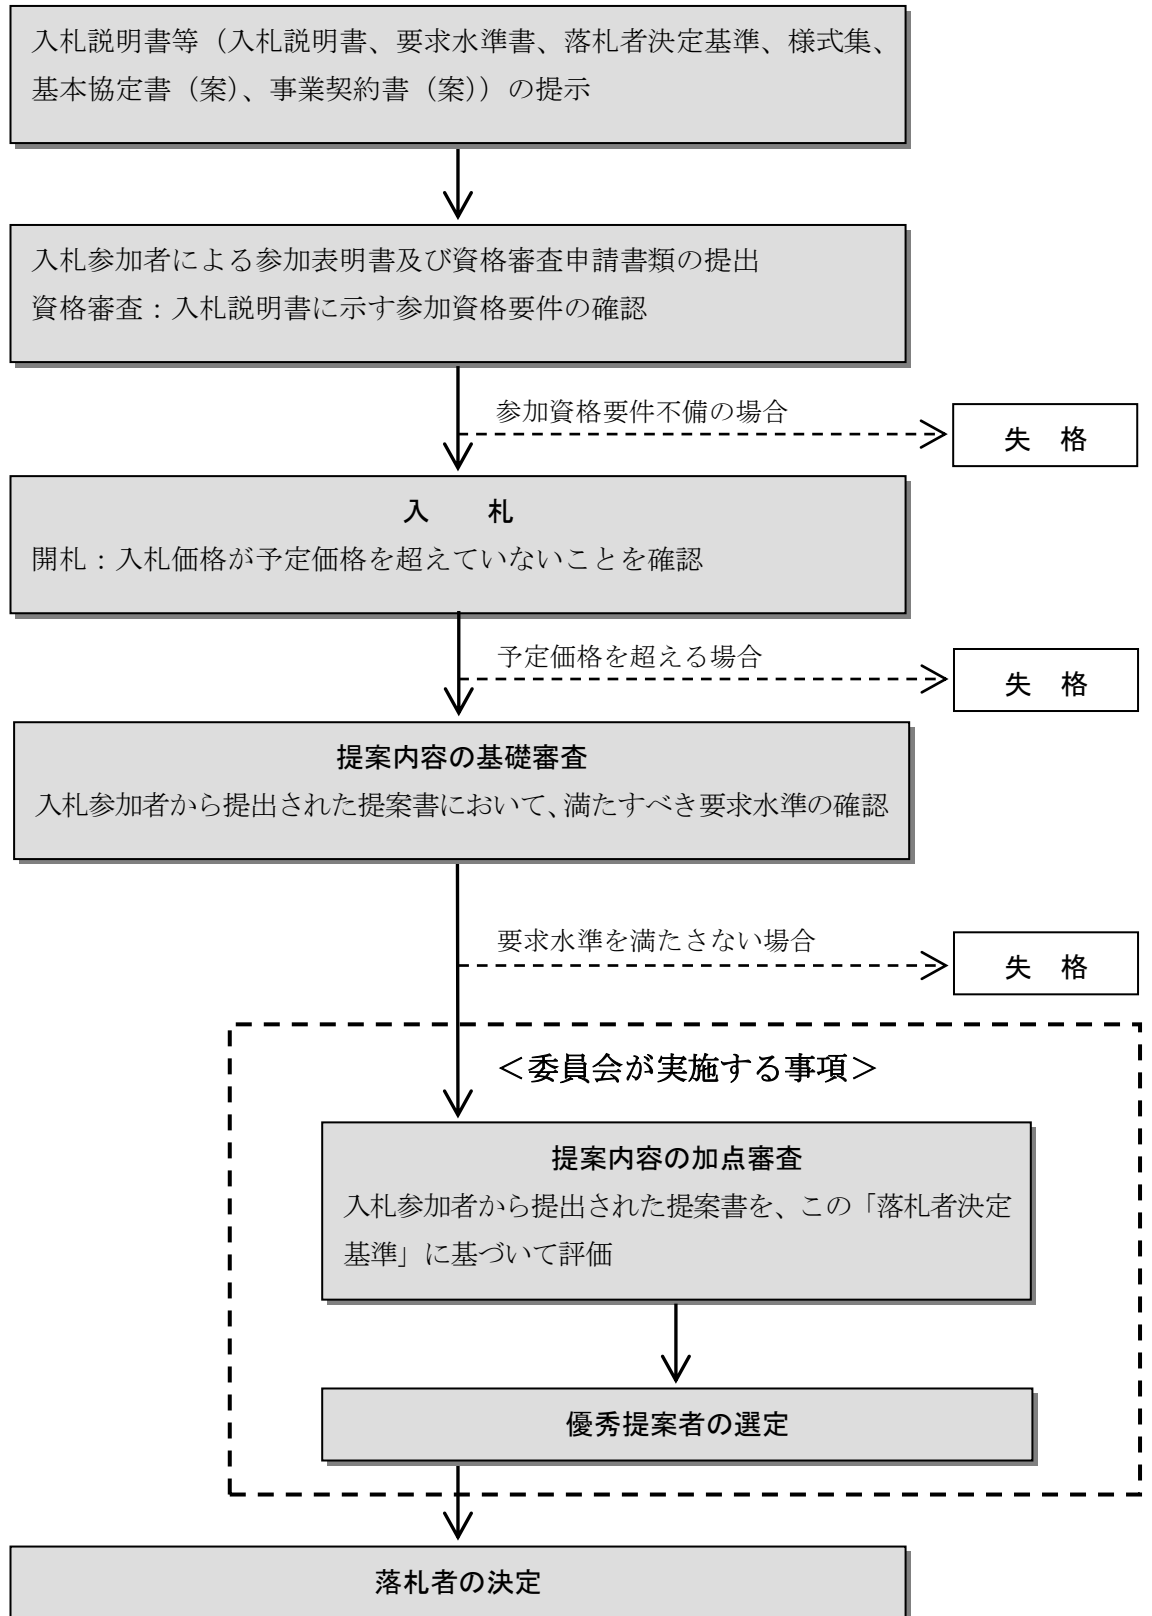 入札説明書等（入札説明書、要求水準書、落札者決定基準、様式集、
基本協定書（案）、事業契約書（案））の提示
入札参加者による参加表明書及び資格審査申請書類の提出
資格審査：入札説明書に示す参加資格要件の確認
参加資格要件不備の場合
失　格
入　　札
開札：入札価格が予定価格を超えていないことを確認
予定価格を超える場合
失　格
提案内容の基礎審査
入札参加者から提出された提案書において、満たすべき要求水準の確認
要求水準を満たさない場合
失　格
＜委員会が実施する事項＞
提案内容の加点審査
入札参加者から提出された提案書を、この「落札者決定
基準」に基づいて評価
優秀提案者の選定
落札者の決定